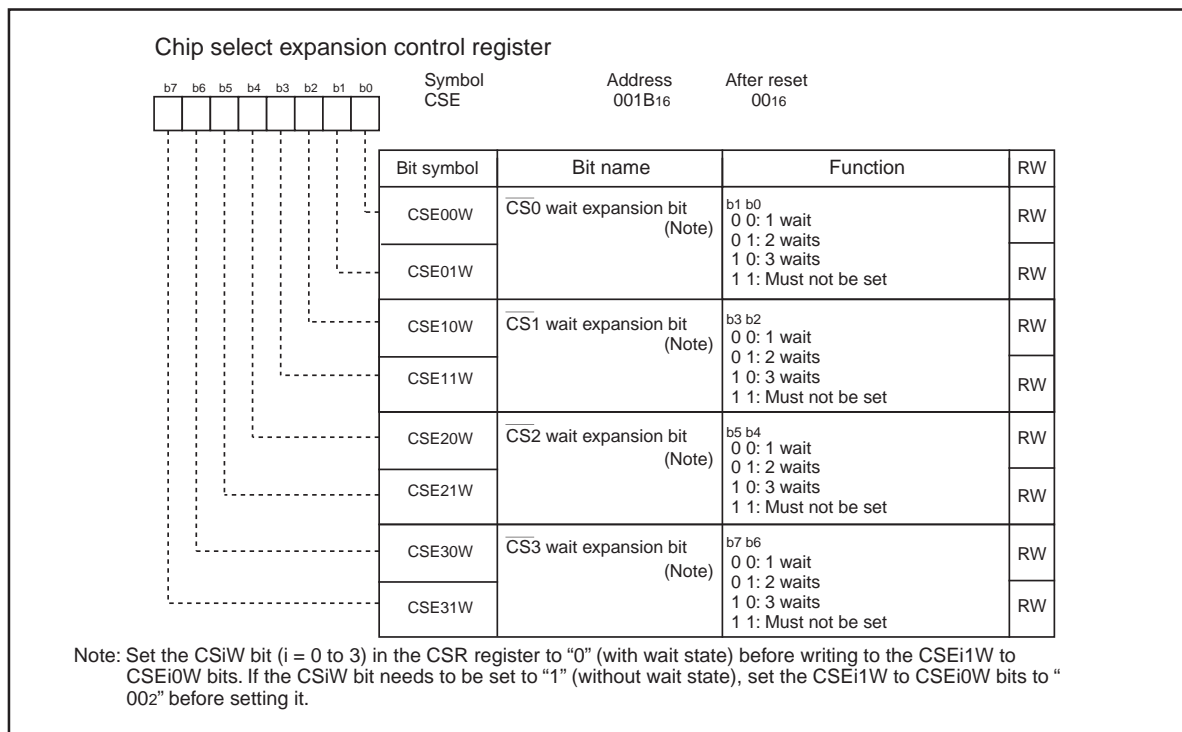 Chip select expansion control register
b7 b6 b5 b4 b3 b2 b1 b0
Symbol Address After reset
CSE 001B16 0016
Bit symbol Bit name Function RW
CSE00W CS0 wait expansion bit b1 b0 RW
(Note) 0 0: 1 wait
0 1: 2 waits
CSE01W 1 0: 3 waits RW
1 1: Must not be set
CSE10W CS1 wait expansion bit b3 b2 RW
(Note) 0 0: 1 wait
0 1: 2 waits
CSE11W 1 0: 3 waits RW
1 1: Must not be set
CSE20W CS2 wait expansion bit b5 b4 RW
(Note) 0 0: 1 wait
0 1: 2 waits
CSE21W 1 0: 3 waits RW
1 1: Must not be set
CSE30W CS3 wait expansion bit b7 b6 RW
(Note) 0 0: 1 wait
0 1: 2 waits
CSE31W 1 0: 3 waits RW
1 1: Must not be set
Note: Set the CSiW bit (i = 0 to 3) in the CSR register to “0” (with wait state) before writing to the CSEi1W to
CSEi0W bits. If the CSiW bit needs to be set to “1” (without wait state), set the CSEi1W to CSEi0W bits to “
002” before setting it.